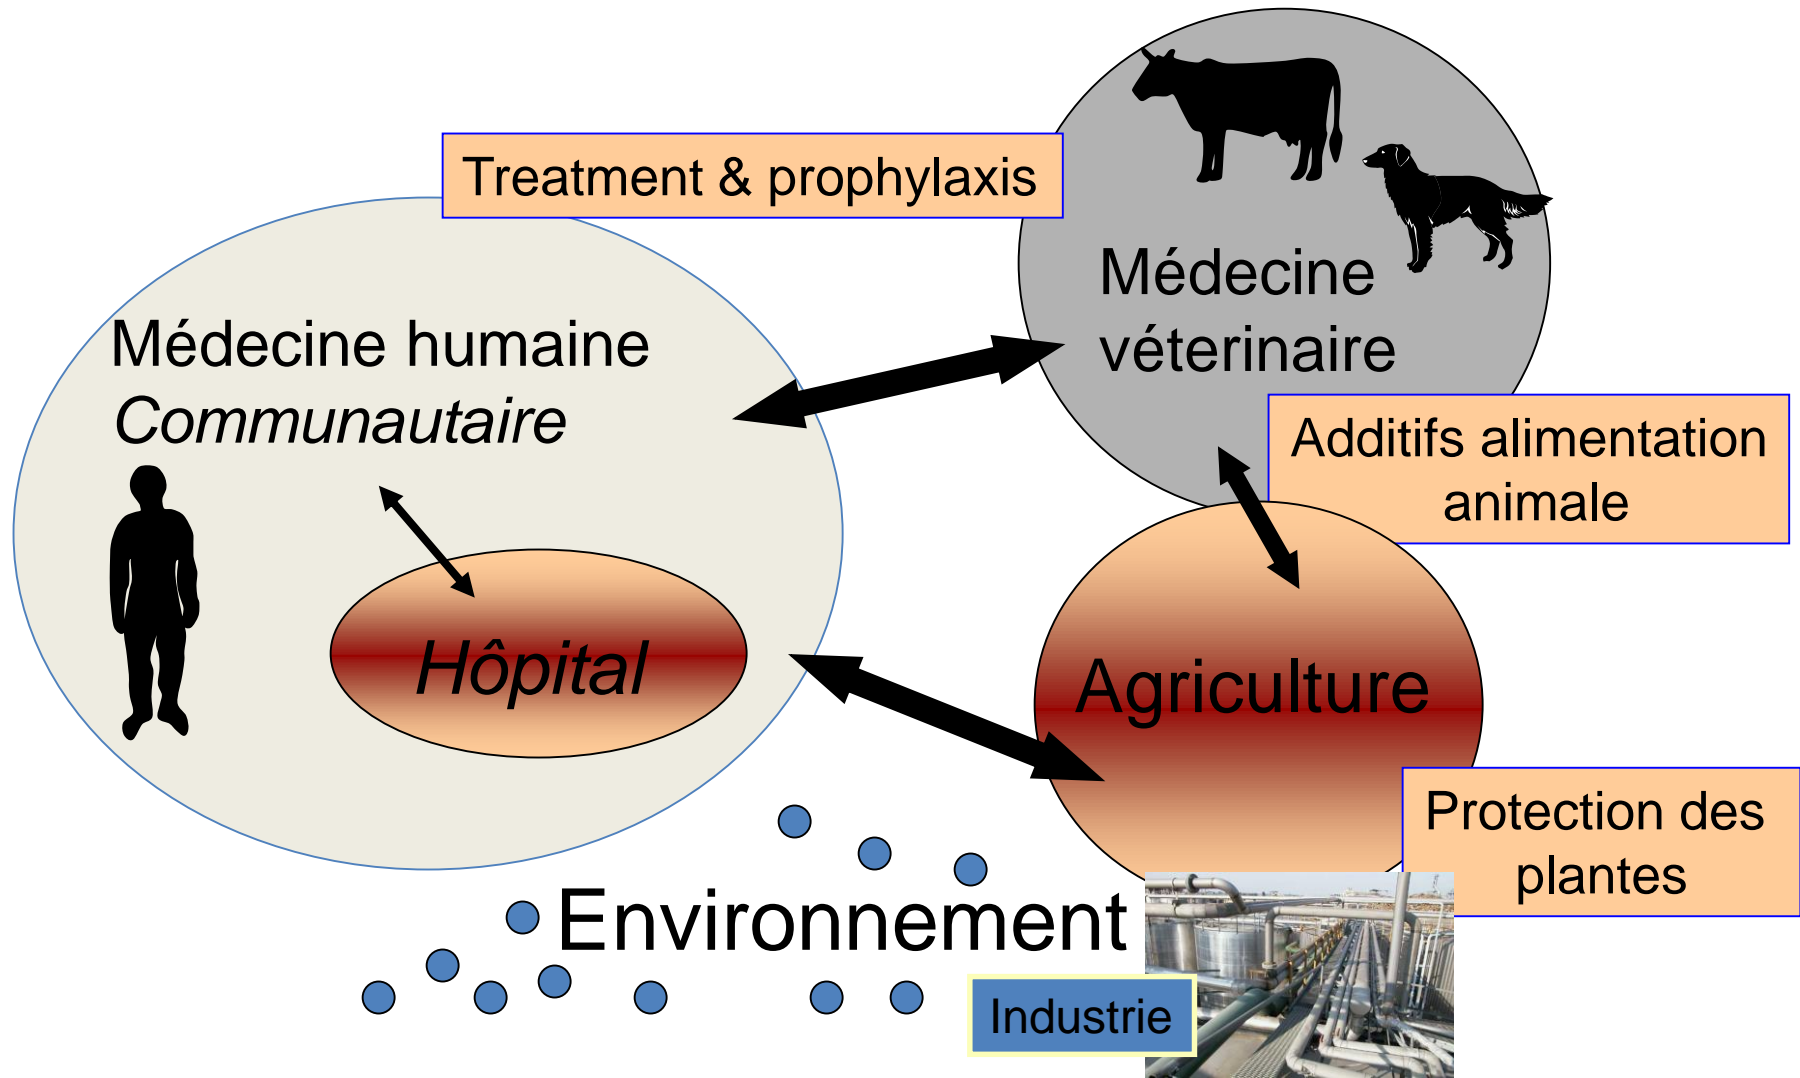 Treatment & prophylaxis
Médecine
véterinaire
Médecine humaine
Communautaire
Additifs alimentation
animale
Hôpital
Agriculture
Protection des
plantes
Environnement
Industrie